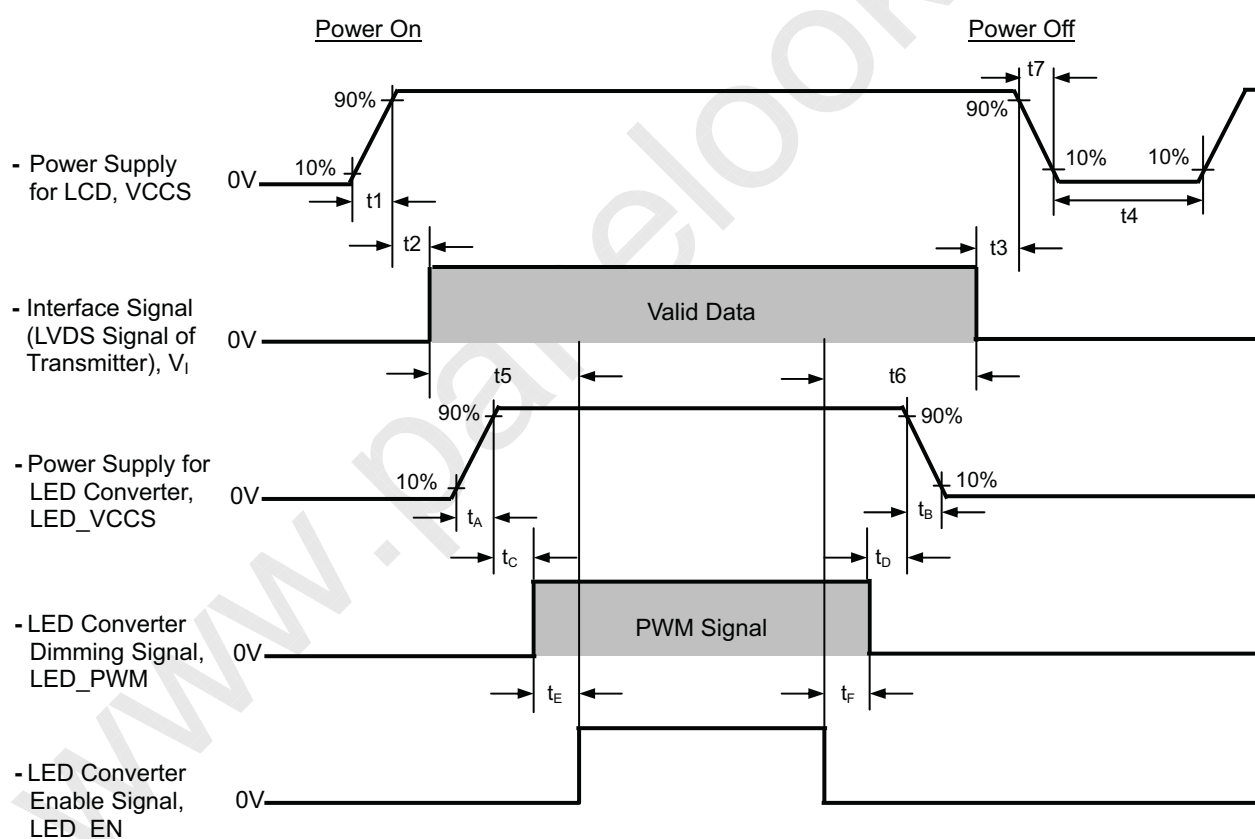 Power On
Power Off
t7
90%
90%
- Power Supply
for LCD, VCCS
0V
10%
10%
10%
t1
t4
t2
t3
- Interface Signal
(LVDS Signal of
Transmitter), VI
0V
Valid Data
t5
t6
90%
90%
- Power Supply for
LED Converter,
LED_VCCS
0V
10%
10%
tA
tB
tC
tD
- LED Converter
Dimming Signal,
LED_PWM
0V
PWM Signal
tE
tF
- LED Converter
Enable Signal,
LED_EN
0V